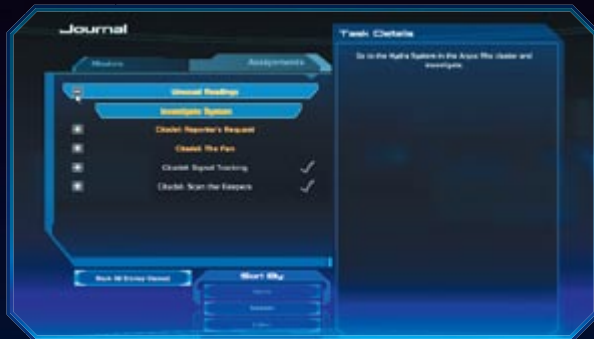 Journal
Task Details
Missions
Assignments
Go to the Hydra System in the Argos Rho cluster and
investigate.
Unusual Readings
Investigate System
Citadel: Reporter's Request
Citadel: The Fan
Citadel: Signal Tracking
Citadel: Scan the Keepers
Mark All Entries Viewed
Sort By:
Name